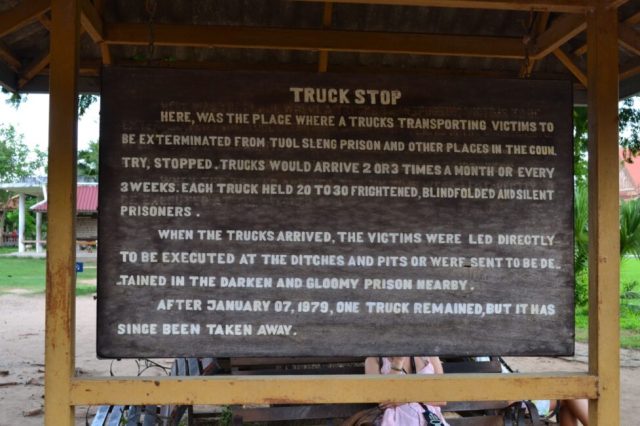 TRUCK STOP
HERE, WAS THE PLACE WHERE A TRUCKS TRANSPORTING VICTIMS TO
BE EXTERMINATED FROM TUOL SLENG PRISON AND OTHER PLACES IN THE COUN.
TRY, STOPPED. TRUCKS WOULD ARRIVE 2 OR 3 TIMES A MONTH OR EVERY
3 WEEKS. EACH TRUCK HELD 20 TO 30 FRIGHTENED, BLINDFOLDED AND SILENT
PRISONERS.
WHEN THE TRUCKS ARRIVED, THE VICTIMS WERE LED DIRECTLY
TO BE EXECUTED AT THE DITCHES AND PITS OR WERE SENT TO BE DE.
.TAINED IN THE DARKEN AND GLOOMY PRISON NEARBY.
AFTER JANUARY 07, 1979, ONE TRUCK REMAINED, BUT IT HAS
SINCE BEEN TAKEN AWAY.